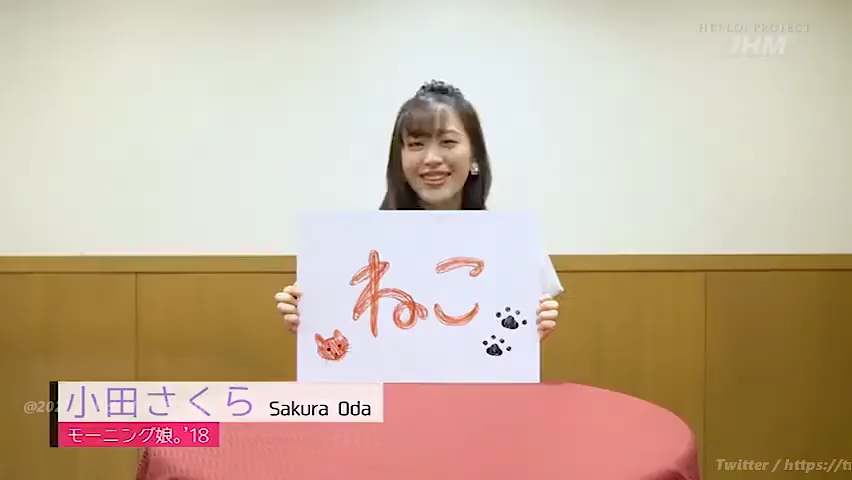 HELLO! PROJECT
JHM
ねこ
小田さくら Sakura Oda
モーニング娘。'18
Twitter / https://t